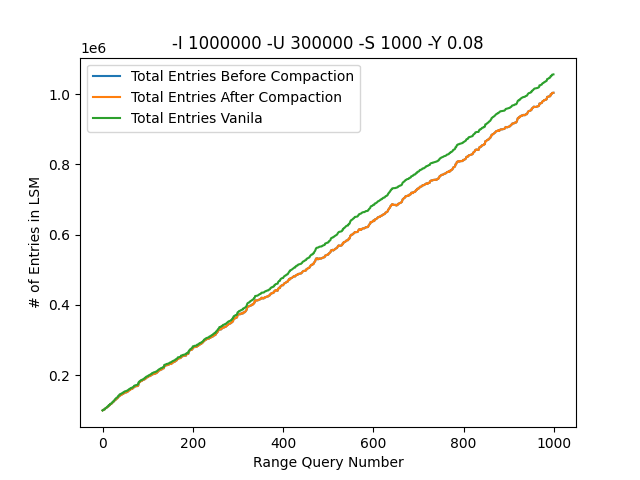 -I 1000000 -U 300000 -S 1000 -Y 0.08
1e6
Total Entries Before Compaction
Total Entries After Compaction
Total Entries Vanila
1.0
0.8
0.6
0.4
0.2
# of Entries in LSM
0 200 400 600 800 1000
Range Query Number